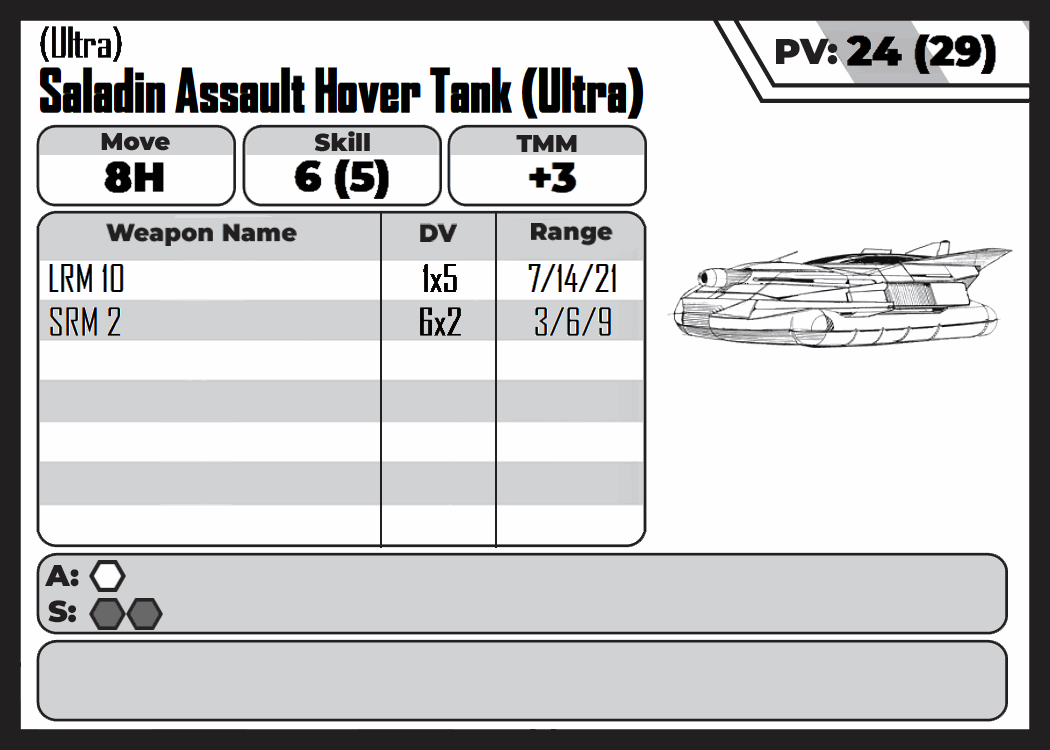 (Ultra)
Saladin Assault Hover Tank (Ultra)
PV: 24 (29)
Move
8H
Skill
6 (5)
TMM
+3
Weapon Name DV Range
LRM 10 1x5 7/14/21
SRM 2 6x2 3/6/9
A:
S: